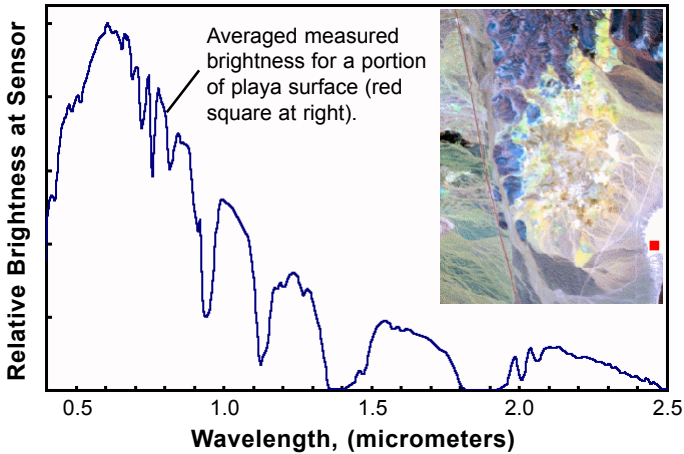 Relative Brightness at Sensor
Averaged measured
brightness for a portion
of playa surface (red
square at right).
0.5 1.0 1.5 2.0 2.5
Wavelength, (micrometers)